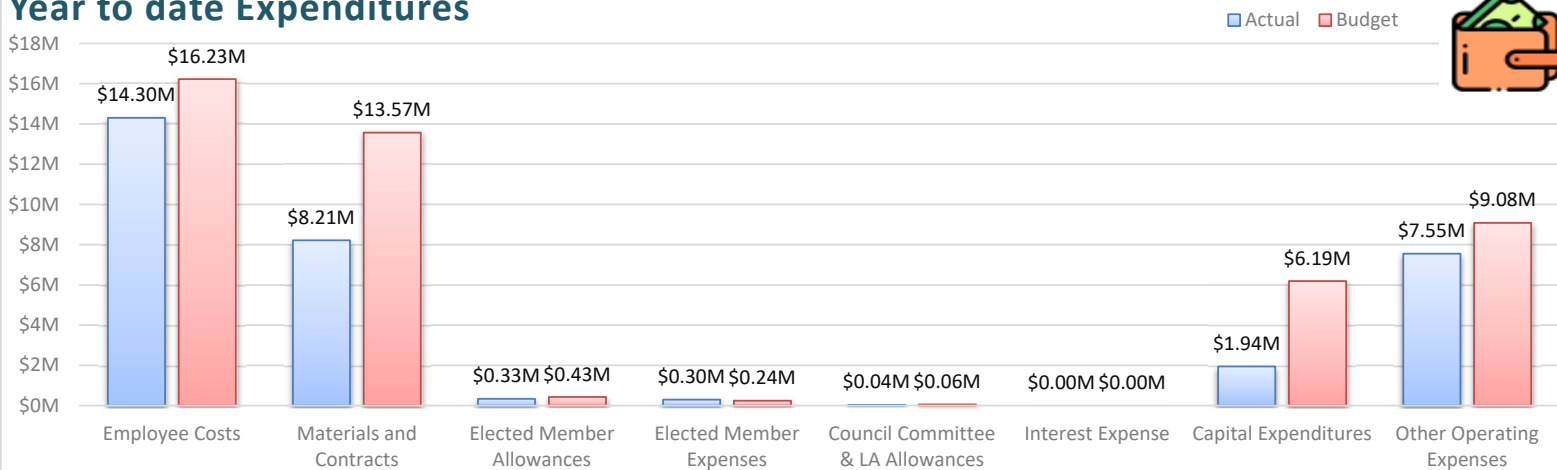 Year to date Expenditures
Actual Budget
$18M
$16M
$14M
$12M
$10M
$8M
$6M
$4M
$2M
$0M
$14.30M $16.23M
$8.21M $13.57M
$0.33M $0.43M
$0.30M $0.24M
$0.04M $0.06M
$0.00M $0.00M
$1.94M $6.19M
$7.55M $9.08M
Employee Costs
Materials and
Contracts
Elected Member
Allowances
Elected Member
Expenses
Council Committee
& LA Allowances
Interest Expense
Capital Expenditures
Other Operating
Expenses